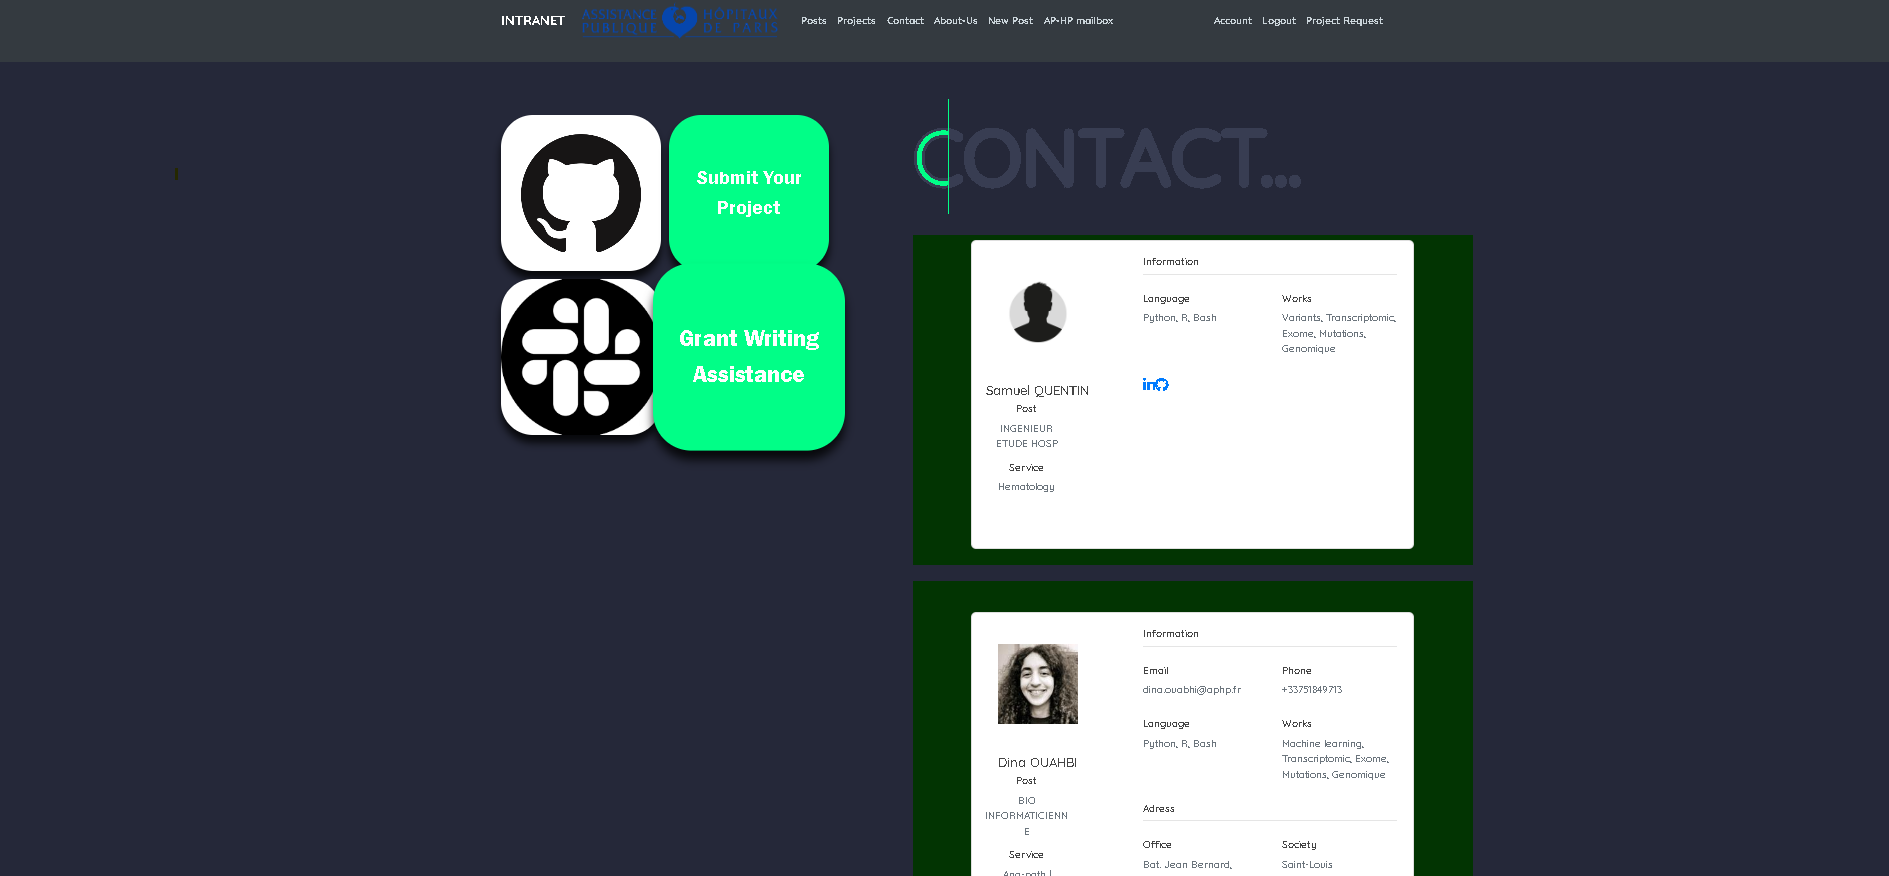 INTRANET
ASSISTANCE HÔPITAUX
PUBLIQUE DE PARIS
Posts Projects Contact About-Us New Post AP-HP mailbox
Account Logout Project Request
Submit Your
Project
Grant Writing
Assistance
CONTACT...
Samuel QUENTIN
Post
INGENIEUR
ETUDE HOSP
Service
Hematology
Information
Language
Python, R, Bash
Works
Variants, Transcriptomic,
Exome, Mutations,
Genomique
in
Dina OUAHBI
Post
BIO
INFORMATICIENN
E
Service
Information
Email
dina.ouabhi@aphp.fr
Phone
+33751849713
Language
Python, R, Bash
Works
Machine learning,
Transcriptomic, Exome,
Mutations, Genomique
Adress
Office
Bat. Jean Bernard,
Society
Saint-Louis